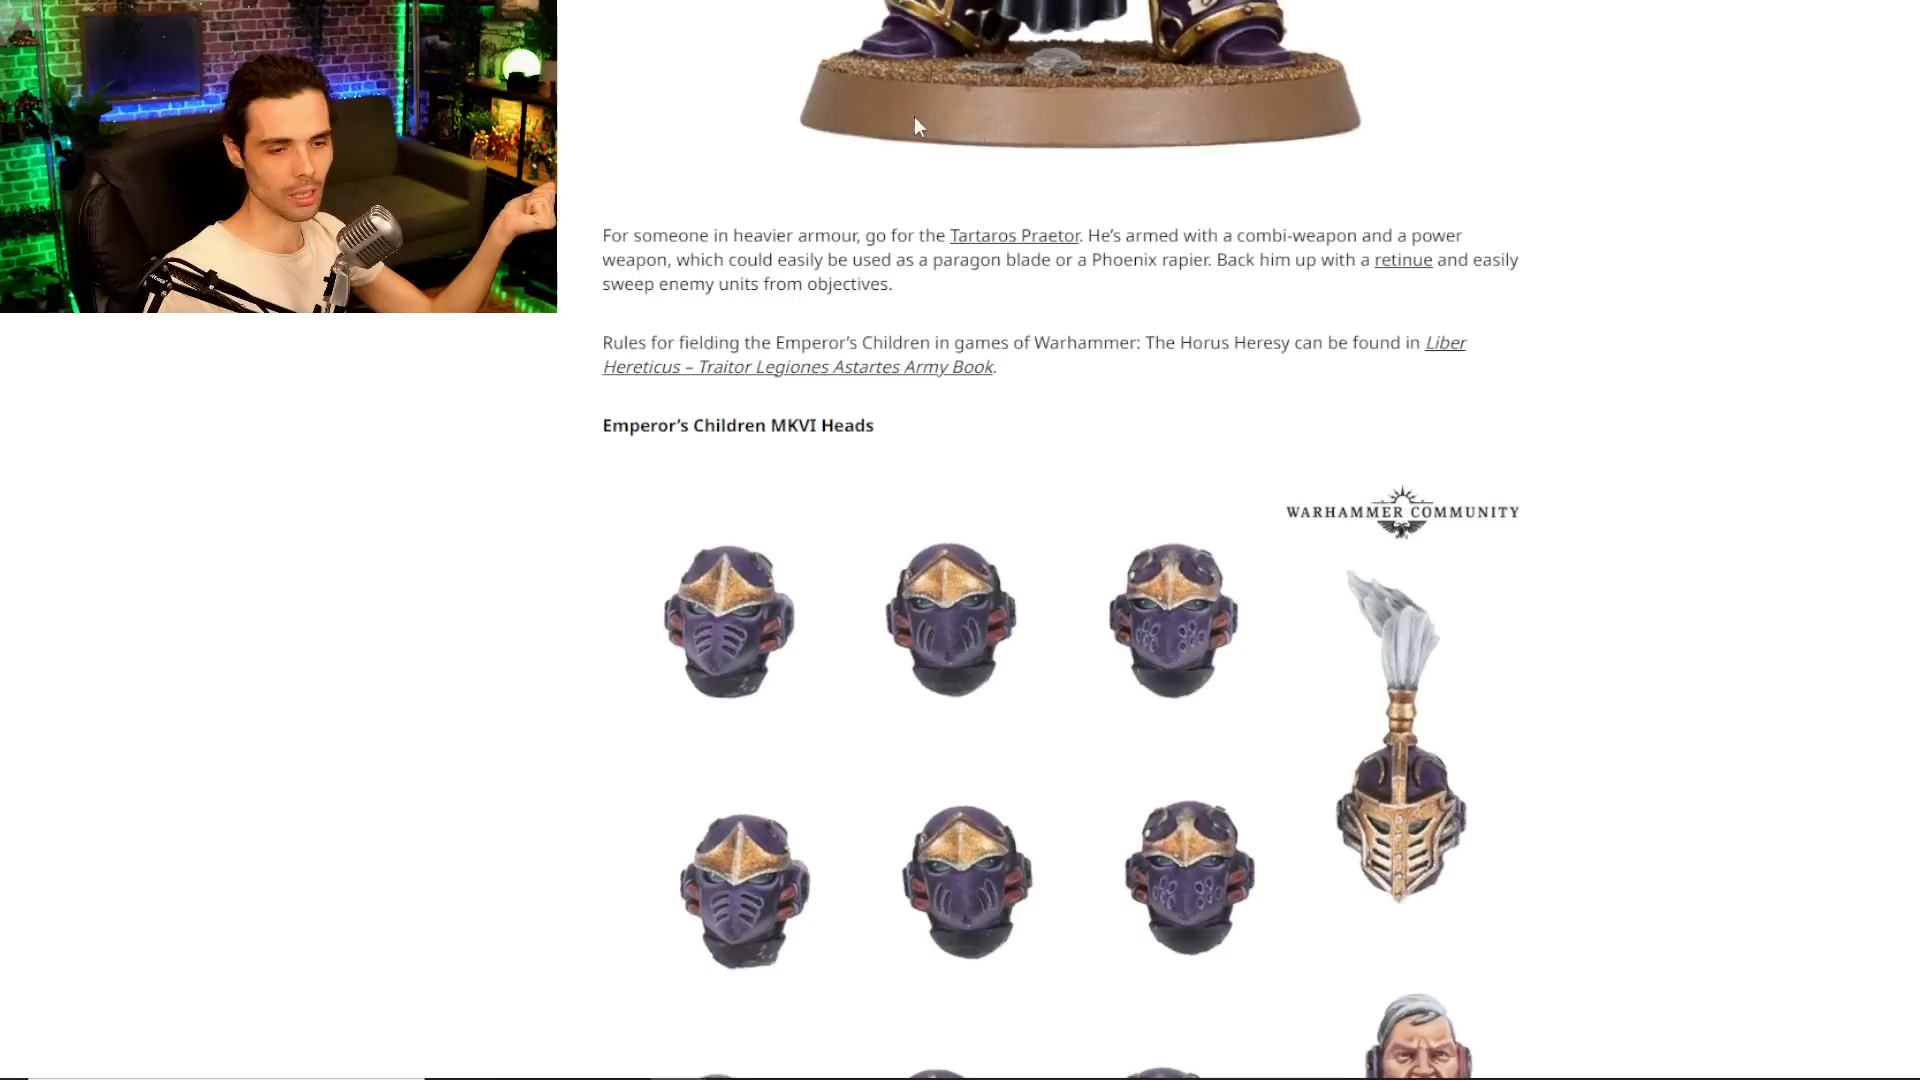 For someone in heavier armour, go for the Tartaros Praetor. He’s armed with a combi-weapon and a power
weapon, which could easily be used as a paragon blade or a Phoenix rapier. Back him up with a retinue and easily
sweep enemy units from objectives.
Rules for fielding the Emperor’s Children in games of Warhammer: The Horus Heresy can be found in Liber
Hereticus – Traitor Legiones Astartes Army Book.
Emperor’s Children MKVI Heads
WARHAMMER COMMUNITY